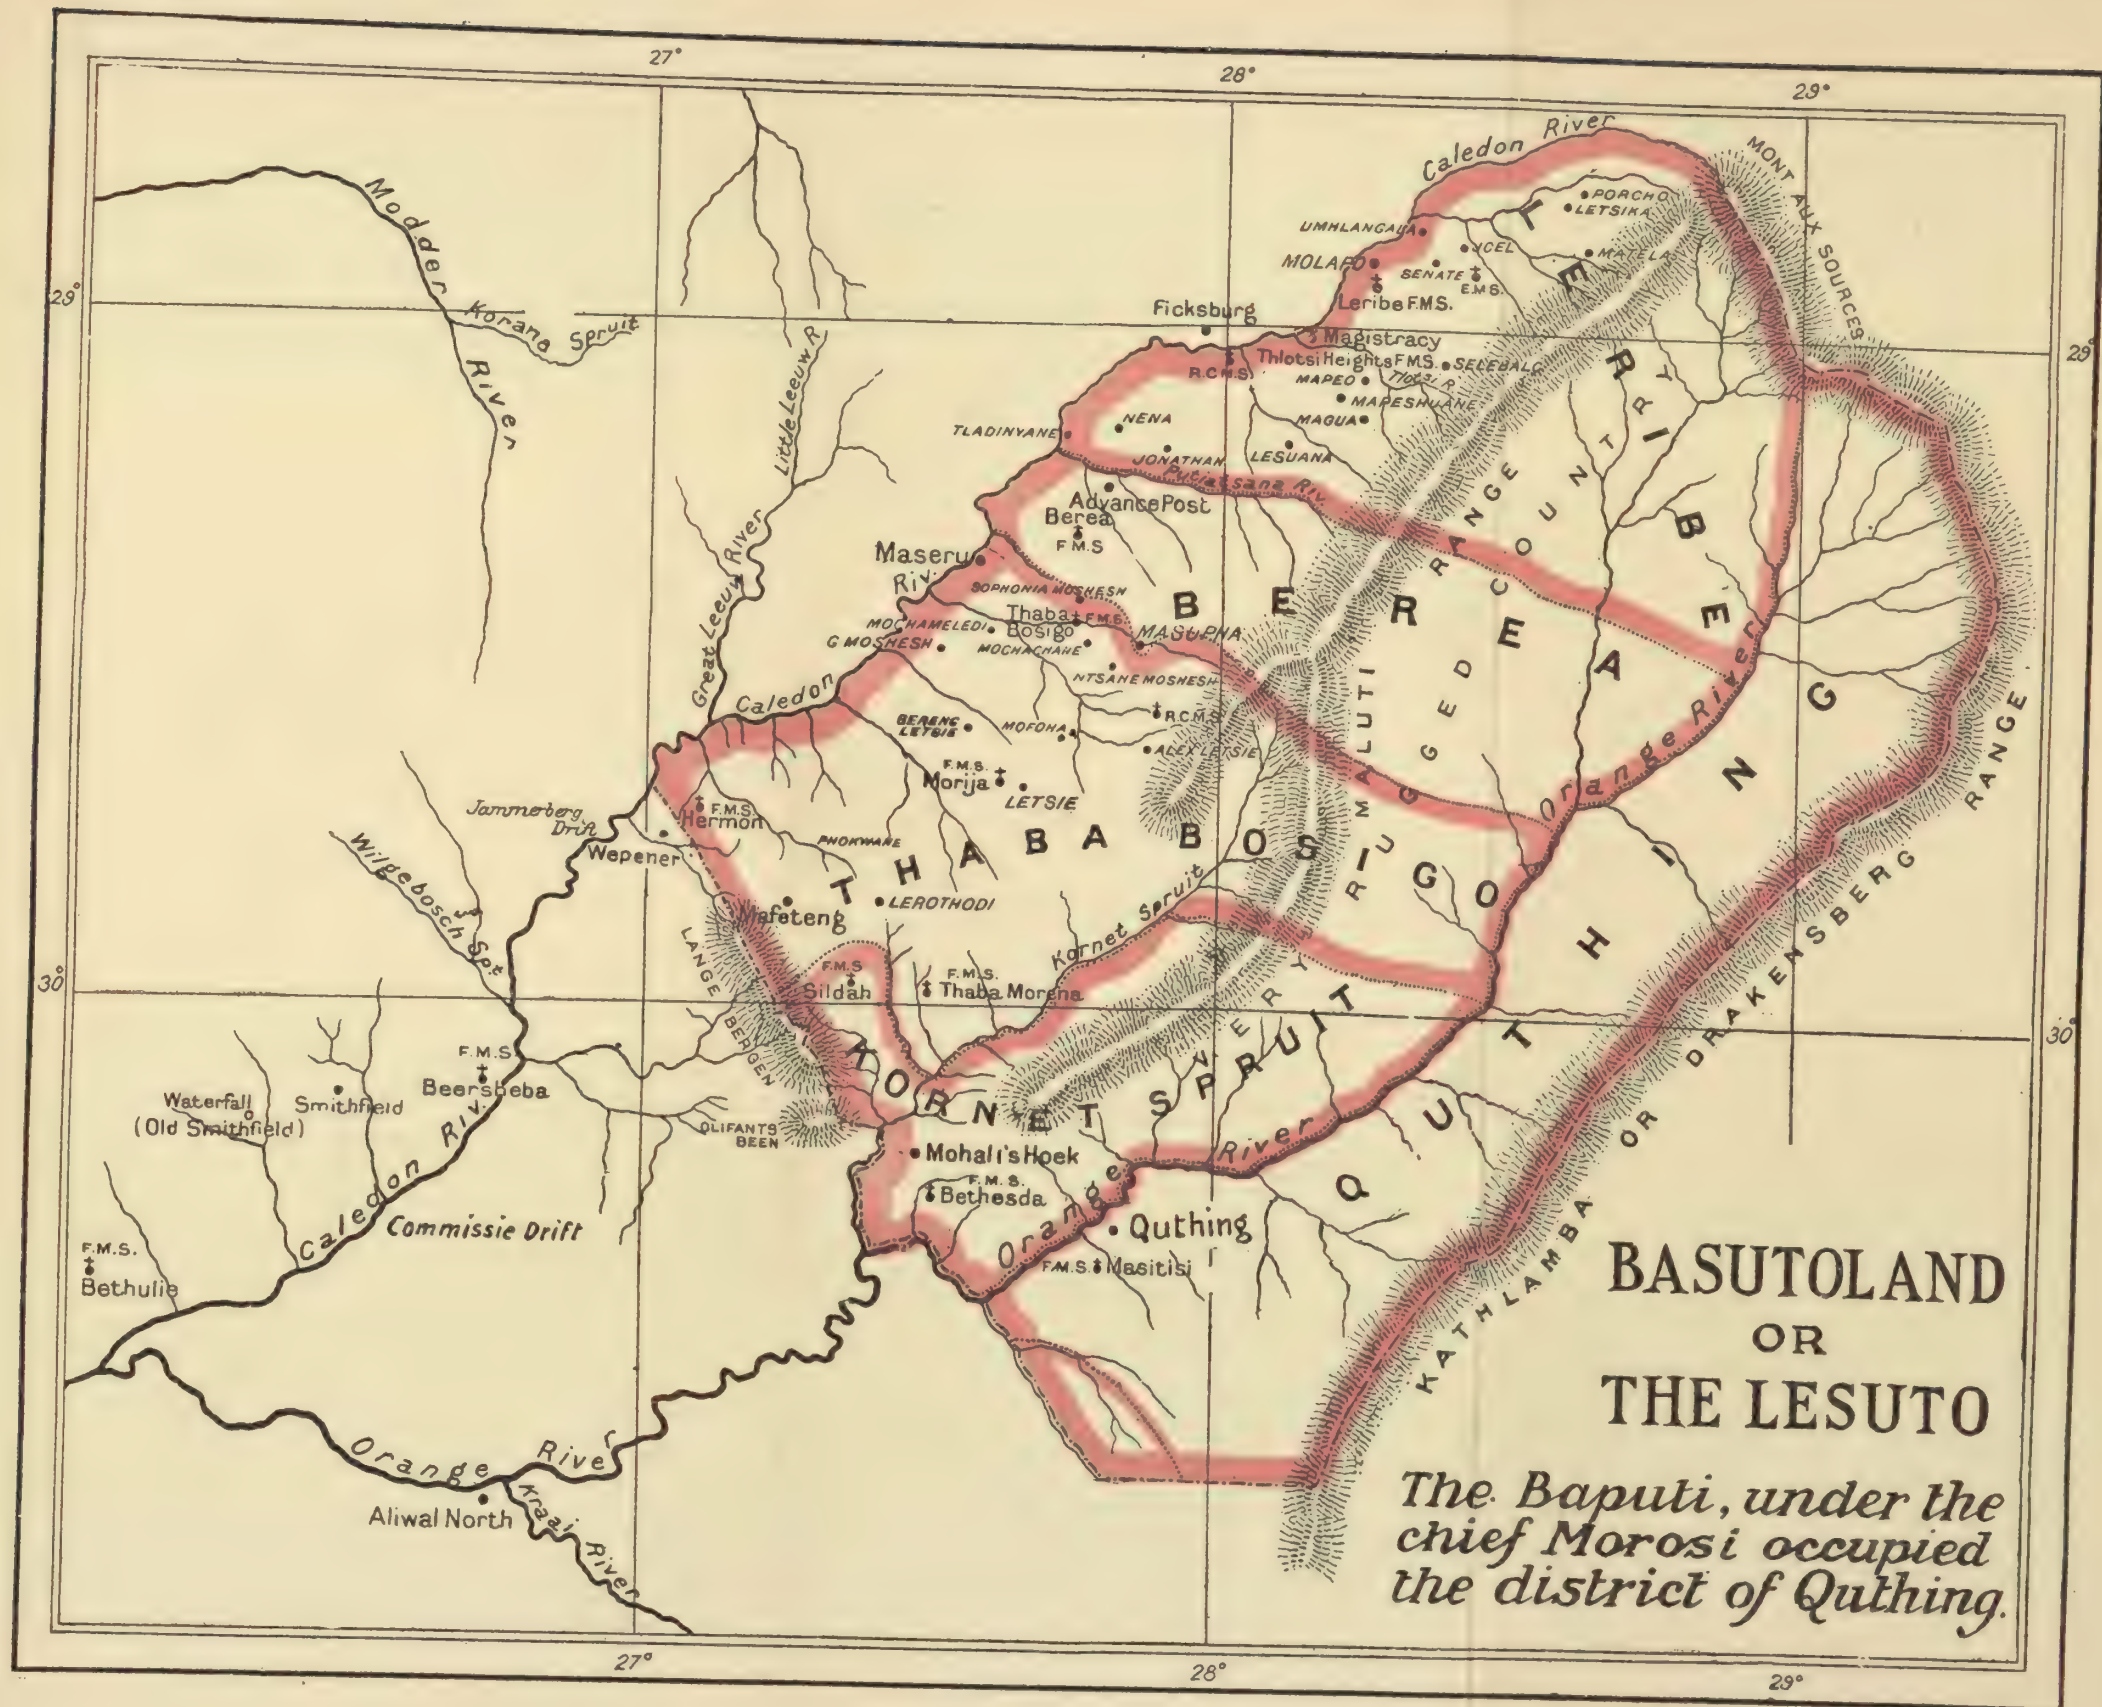 27°
28°
29°
29°
29°
30°
30°
27°
28°
29°
Modder
River
Korana Spruit
Little Leeuw R
Great Leeuw River
Caledon River
MONT AUX SOURCES
PORCHO
LETSIKA
UMHLANGALA
JOEL
MATELA
MOLAPO
SENATE
F.M.S.
Leribe F.M.S.
Ficksburg
Magistracy
Thlotsi Heights F.M.S.
SELEBALO
R.C.M.S.
MAPEO
Tlotsi R.
MAPESHUANE
MAGUA
NENA
TLADINYANE
JONATHAN
LESUANA
Putiatsana Riv.
Advance Post
Berea
F.M.S
Maseru
Riv.
SOPHONIA MOSHESH
Thaba
Bosigo
F.M.S.
MOCHAMELEDI
G MOSHESH
MOCHACHANE
MASUPHA
NTSANE MOSHESH
Caledon
R.C.M.S.
BERENG
LETSIE
MOFOHA
ALEX LETSIE
F.M.S.
Morija
LETSIE
F.M.S.
Hermon
Jammerberg
Drift
Wepener
PHOKWANE
Mafeteng
LEROTHODI
LERIBE
BEREA
THABA BOSIGO
KORNET SPRUIT
QUTHING
MALUTI RANGE
VERY RUGGED COUNTRY
Orange River
KATHLAMBA OR DRAKENSBERG RANGE
Wilgebosch Spt.
LANGE BERGEN
F.M.S
Sildah
F.M.S.
Thaba Morena
Kornet Spruit
F.M.S.
Beersheba
Waterfall
(Old Smithfield)
Smithfield
OLIFANTS
BEEN
Caledon Riv.
Commissie Drift
F.M.S.
Bethulie
Mohali's Hoek
F.M.S.
Bethesda
Orange River
Quthing
F.M.S. Masitisi
Orange River
Aliwal North
Kraai River
BASUTOLAND
OR
THE LESUTO
The Baputi, under the
chief Morosi occupied
the district of Quthing.